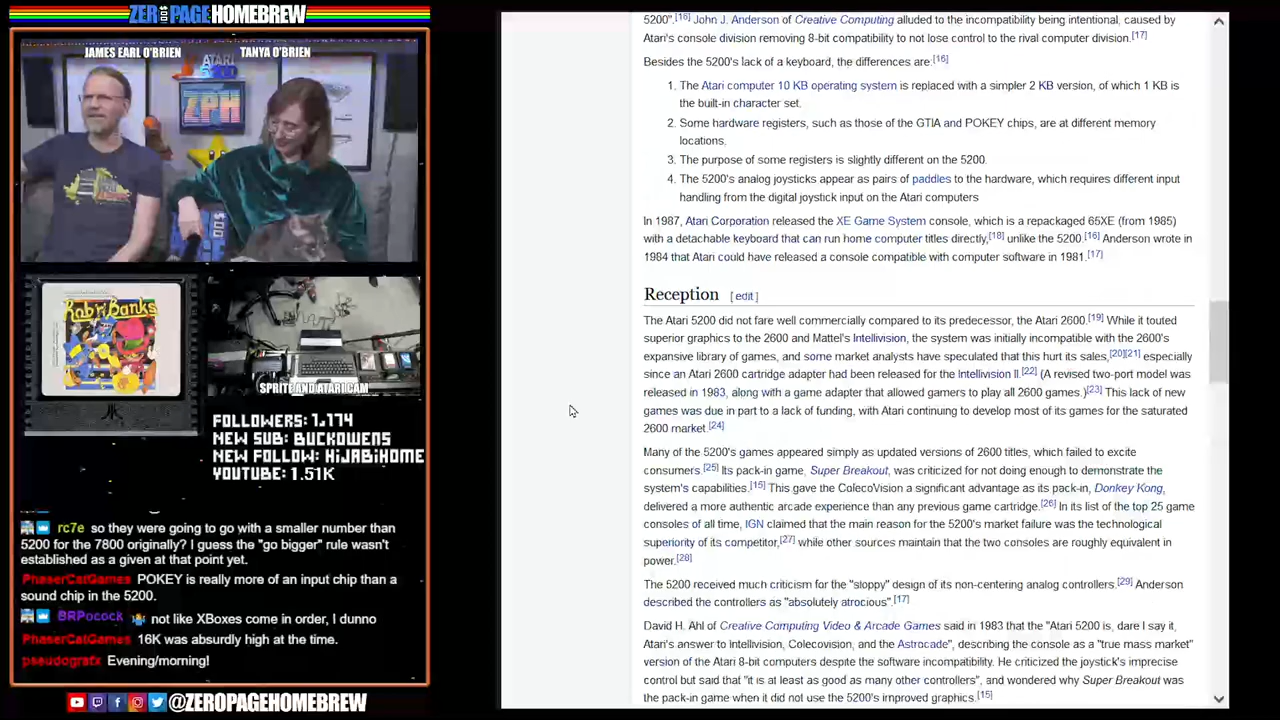 ZEROPAGEHOMEBREW
JAMES EARL O'BRIEN
TANYA O'BRIEN
ATARI
ZPH
Rob n' Banks
SPRITE AND ATARI CAM
FOLLOWERS: 1,174
NEW SUB: BUCKOWENS
NEW FOLLOW: HIJABIHOME
YOUTUBE: 1.51K
rc7e so they were going to go with a smaller number than
5200 for the 7800 originally? I guess the "go bigger" rule wasn't
established as a given at that point yet.
PhaserCatGames POKEY is really more of an input chip than a
sound chip in the 5200.
BRPocock 🤷 not like XBoxes come in order, I dunno
PhaserCatGames 16K was absurdly high at the time.
pseudografx Evening/morning!
@ZEROPAGEHOMEBREW
5200".[16] John J. Anderson of Creative Computing alluded to the incompatibility being intentional, caused by
Atari's console division removing 8-bit compatibility to not lose control to the rival computer division.[17]
Besides the 5200's lack of a keyboard, the differences are:[16]
1. The Atari computer 10 KB operating system is replaced with a simpler 2 KB version, of which 1 KB is
the built-in character set.
2. Some hardware registers, such as those of the GTIA and POKEY chips, are at different memory
locations,
3. The purpose of some registers is slightly different on the 5200.
4. The 5200's analog joysticks appear as pairs of paddles to the hardware, which requires different input
handling from the digital joystick input on the Atari computers
In 1987, Atari Corporation released the XE Game System console, which is a repackaged 65XE (from 1985)
with a detachable keyboard that can run home computer titles directly,[18] unlike the 5200.[16] Anderson wrote in
1984 that Atari could have released a console compatible with computer software in 1981.[17]
Reception [ edit ]
The Atari 5200 did not fare well commercially compared to its predecessor, the Atari 2600.[19] While it touted
superior graphics to the 2600 and Mattel's Intellivision, the system was initially incompatible with the 2600's
expansive library of games, and some market analysts have speculated that this hurt its sales,[20][21] especially
since an Atari 2600 cartridge adapter had been released for the Intellivision II.[22] (A revised two-port model was
released in 1983, along with a game adapter that allowed gamers to play all 2600 games.)[23] This lack of new
games was due in part to a lack of funding, with Atari continuing to develop most of its games for the saturated
2600 market.[24]
Many of the 5200's games appeared simply as updated versions of 2600 titles, which failed to excite
consumers.[25] Its pack-in game, Super Breakout, was criticized for not doing enough to demonstrate the
system's capabilities.[15] This gave the ColecoVision a significant advantage as its pack-in, Donkey Kong,
delivered a more authentic arcade experience than any previous game cartridge.[26] In its list of the top 25 game
consoles of all time, IGN claimed that the main reason for the 5200's market failure was the technological
superiority of its competitor,[27] while other sources maintain that the two consoles are roughly equivalent in
power.[28]
The 5200 received much criticism for the "sloppy" design of its non-centering analog controllers.[29] Anderson
described the controllers as "absolutely atrocious".[17]
David H. Ahl of Creative Computing Video & Arcade Games said in 1983 that the "Atari 5200 is, dare I say it,
Atari's answer to Intellivision, Colecovision, and the Astrocade", describing the console as a "true mass market"
version of the Atari 8-bit computers despite the software incompatibility. He criticized the joystick's imprecise
control but said that "it is at least as good as many other controllers", and wondered why Super Breakout was
the pack-in game when it did not use the 5200's improved graphics.[15]